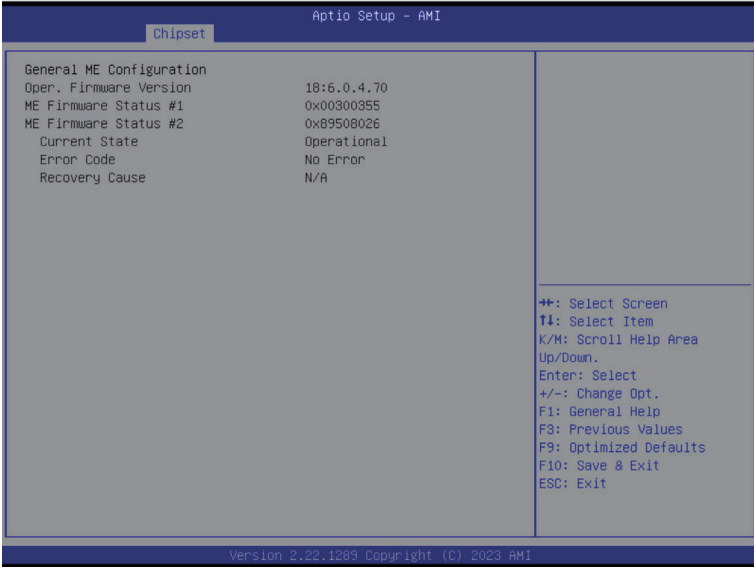 Aptio Setup - AMI
Chipset
General ME Configuration
Oper. Firmware Version 18:6.0.4.70
ME Firmware Status #1 0x00300355
ME Firmware Status #2 0x89508026
Current State Operational
Error Code No Error
Recovery Cause N/A
→←: Select Screen
↑↓: Select Item
K/M: Scroll Help Area
Up/Down.
Enter: Select
+/-: Change Opt.
F1: General Help
F3: Previous Values
F9: Optimized Defaults
F10: Save & Exit
ESC: Exit
Version 2.22.1289 Copyright (C) 2023 AMI